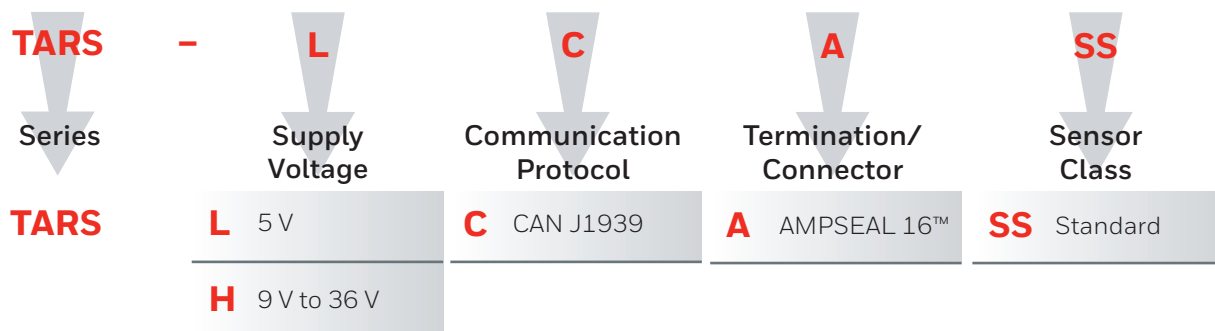 TARS – L C A SS
Series
Supply
Voltage
Communication
Protocol
Termination/
Connector
Sensor
Class
TARS
L 5 V
C CAN J1939
A AMPSEAL 16™
SS Standard
H 9 V to 36 V